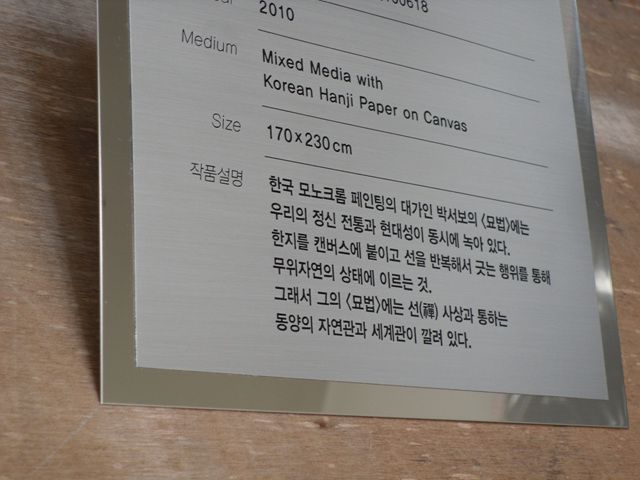 2010
Medium
Mixed Media with
Korean Hanji Paper on Canvas
Size
170×230cm
작품설명
한국 모노크롬 페인팅의 대가인 박서보의 〈묘법〉에는
우리의 정신 전통과 현대성이 동시에 녹아 있다.
한지를 캔버스에 붙이고 선을 반복해서 긋는 행위를 통해
무위자연의 상태에 이르는 것.
그래서 그의 〈묘법〉에는 선(禪) 사상과 통하는
동양의 자연관과 세계관이 깔려 있다.